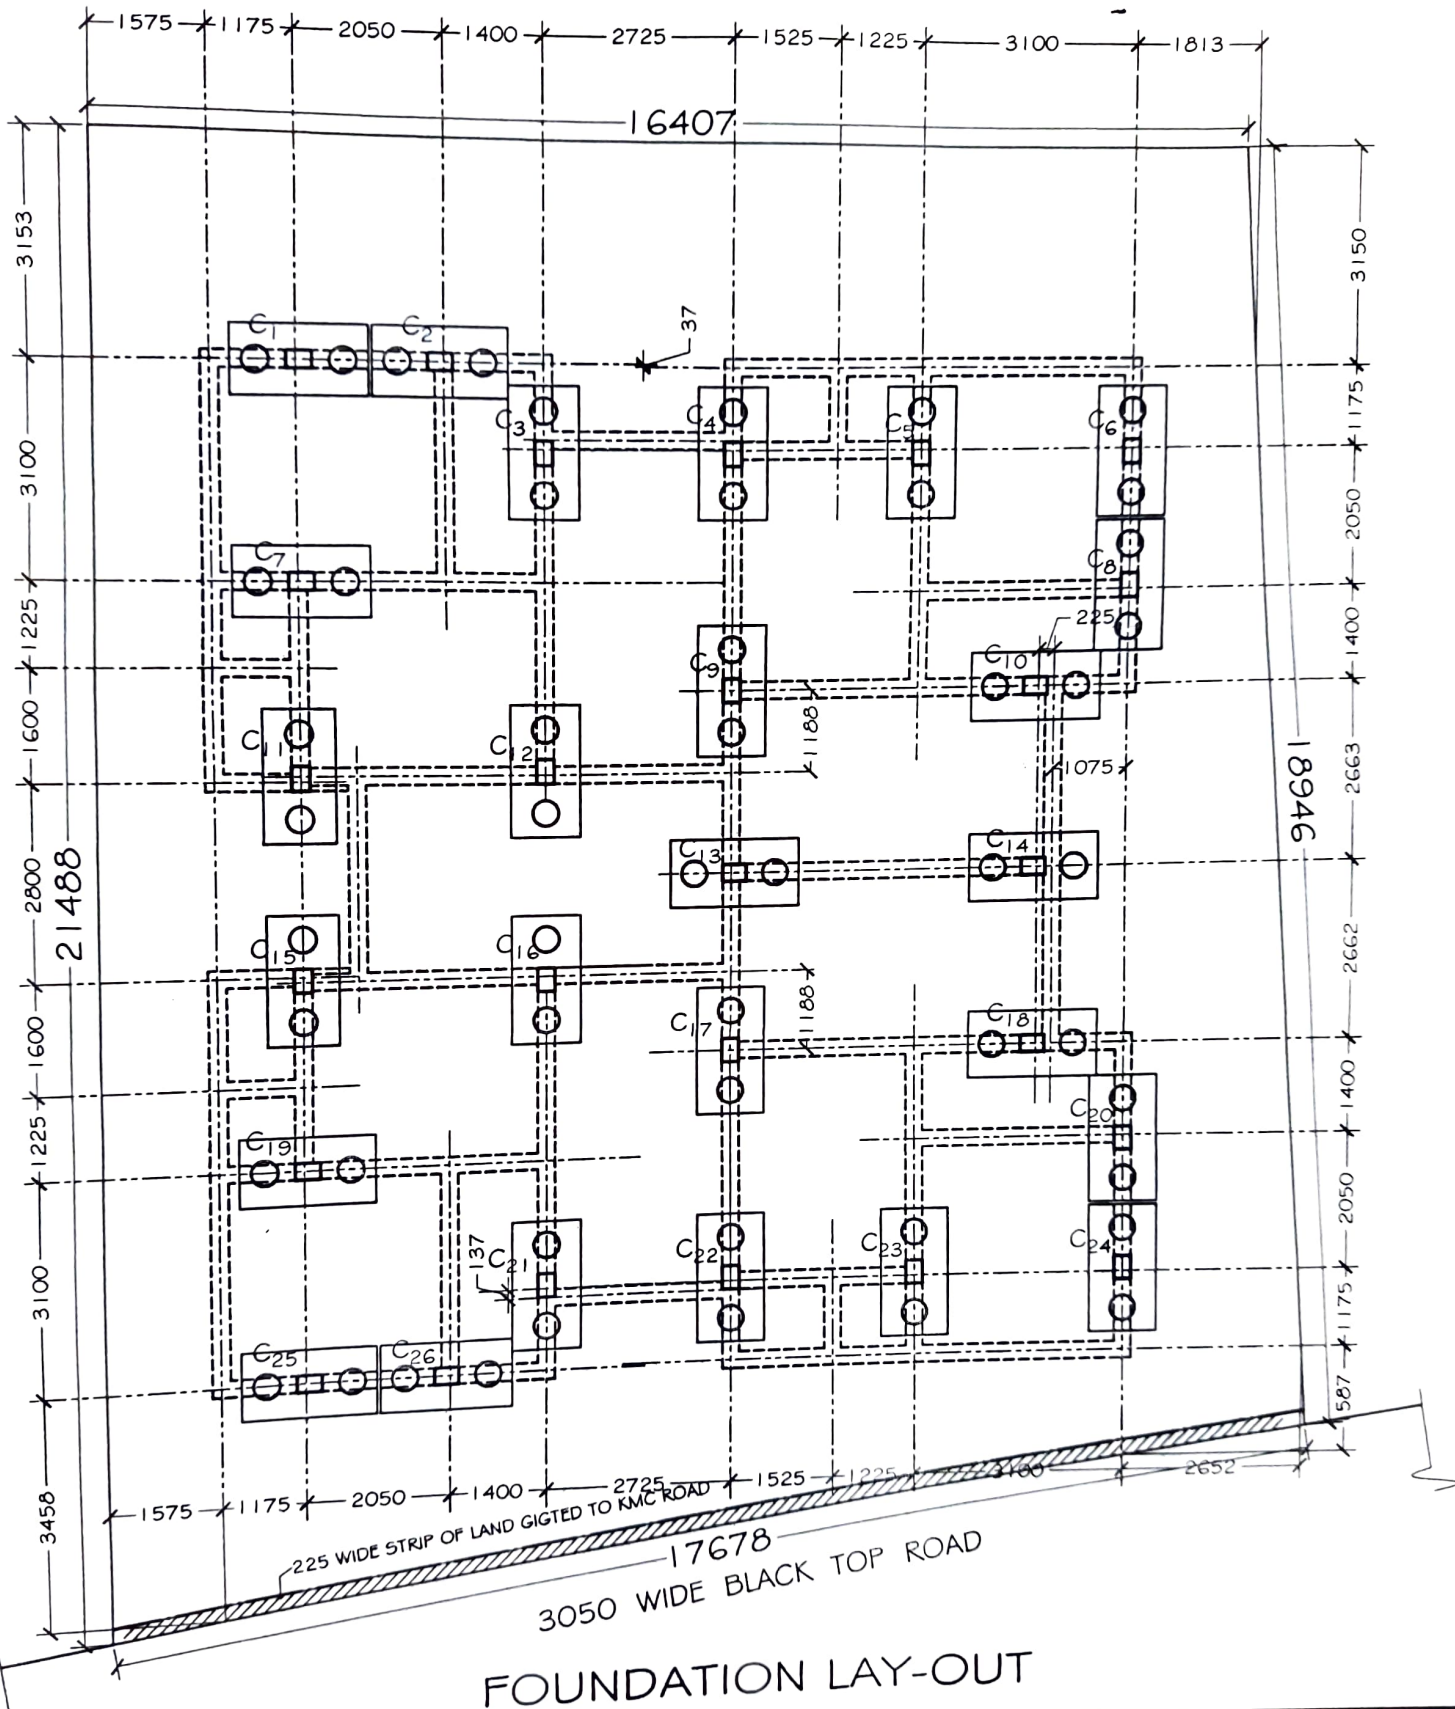 1575 1175 2050 1400 2725 1525 1225 3100 1813
16407
3153
3150
37
C1 C2
C3 C4 C5 C6
1175
3100
2050
C7
C8
1225
225
1400
C9 C10
1600
1188
C11 C12
1075
2663
18946
C13 C14
2800
21488
2662
C15 C16
1188
C17 C18
1600
1400
C20
1225
C19
2050
137
C21 C22 C23 C24
3100
1175
C25 C26
587
3458
1575 1175 2050 1400 2725 1525 1225 3100 2652
225 WIDE STRIP OF LAND GIGTED TO KMC ROAD
17678
3050 WIDE BLACK TOP ROAD
FOUNDATION LAY-OUT